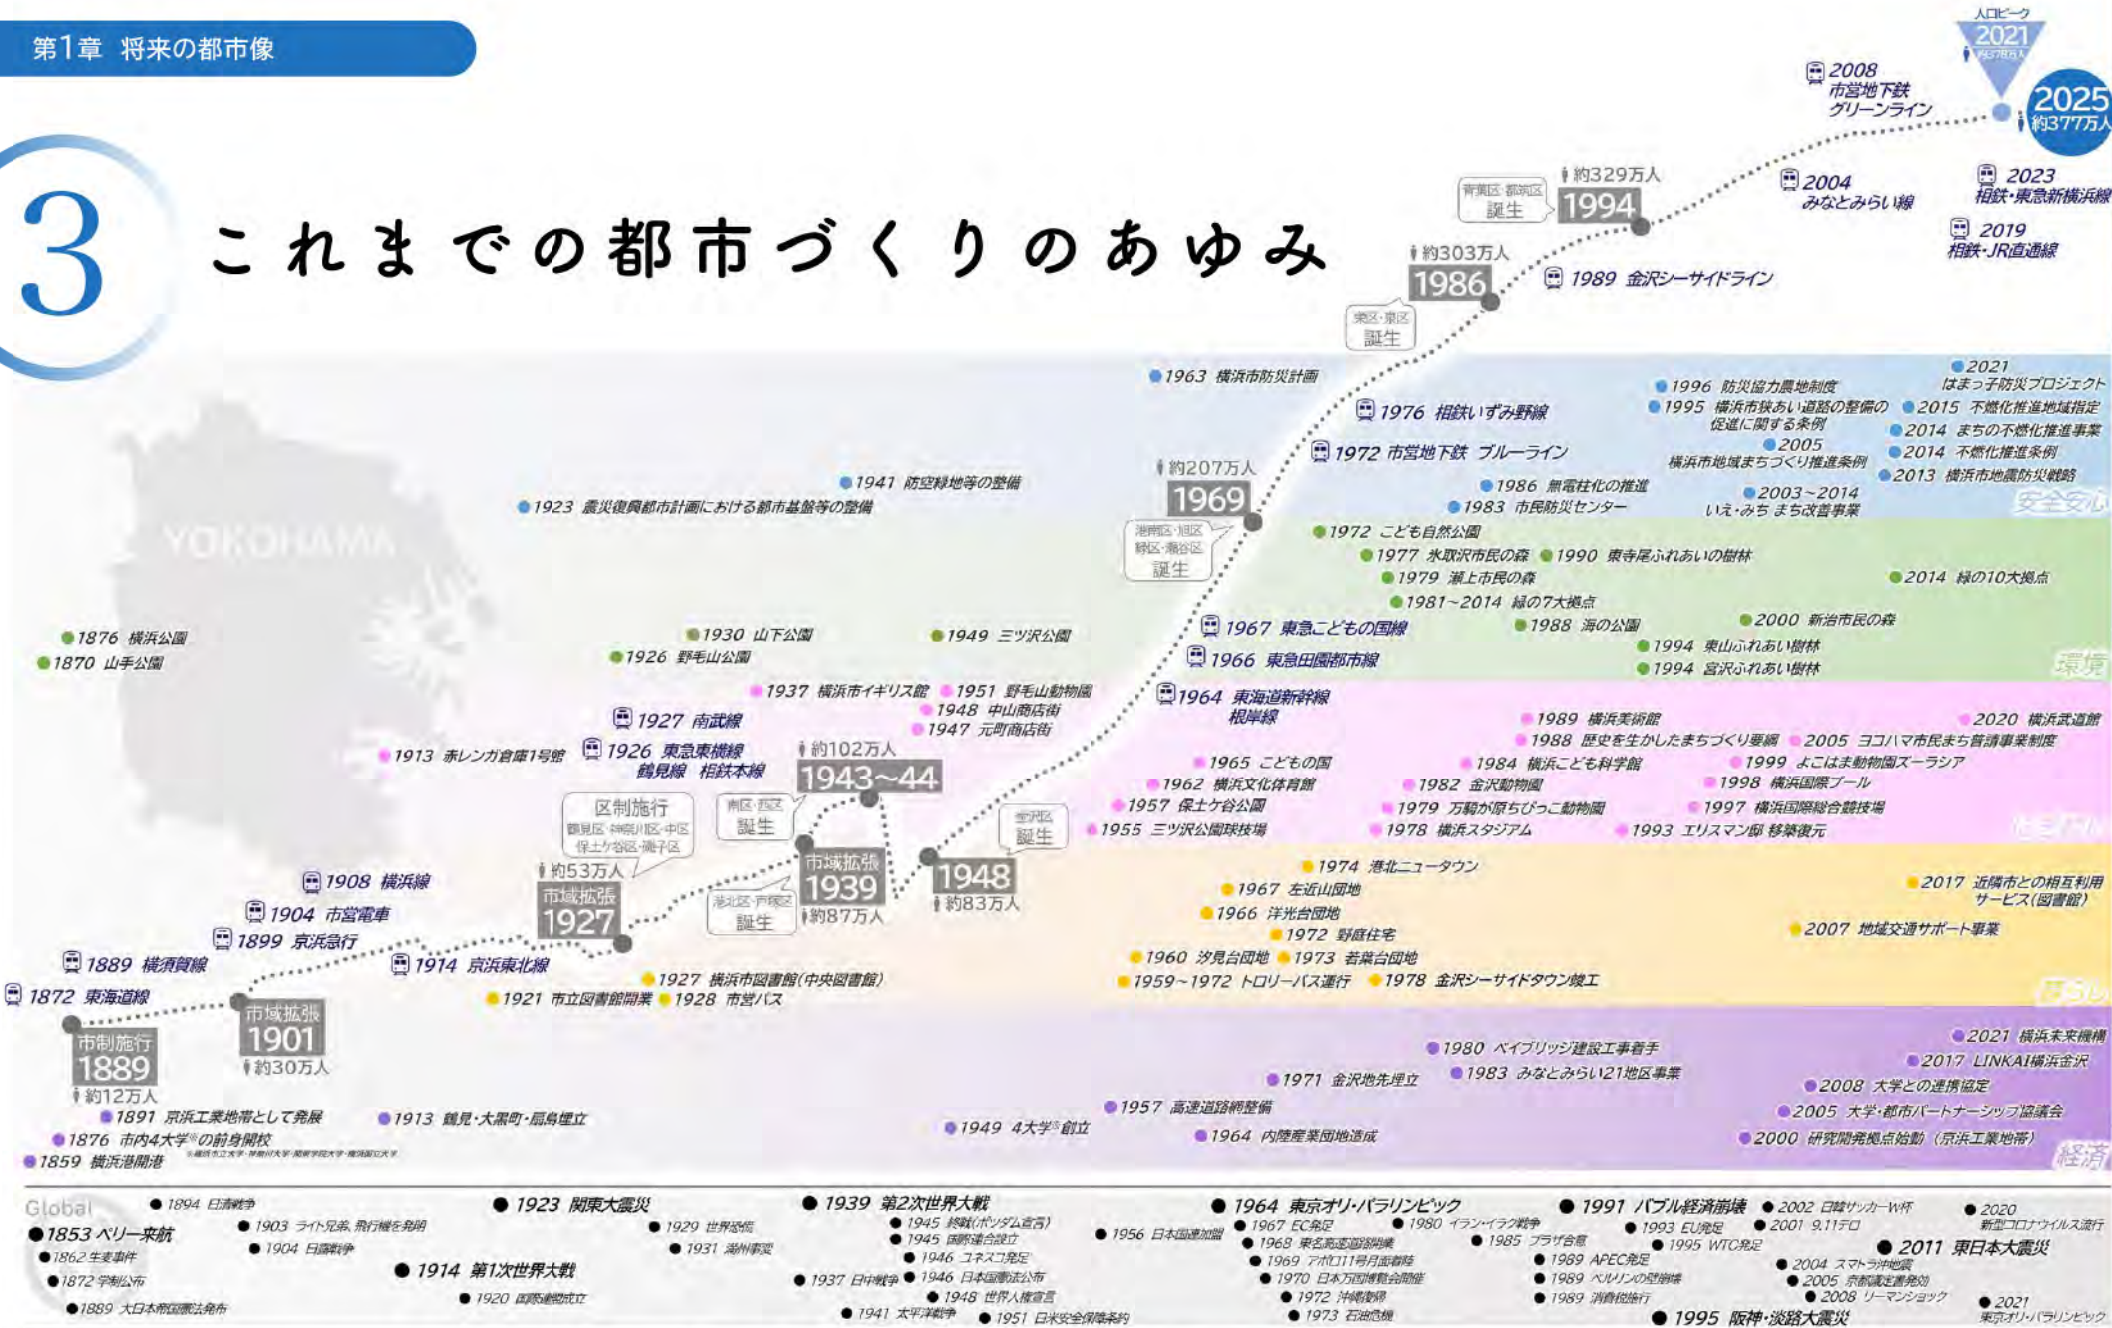 第1章 将来の都市像
3
これまでの都市づくりのあゆみ
人口ピーク
2021
約378万人
2025
約377万人
2008
市営地下鉄
グリーンライン
2004
みなとみらい線
2023
相鉄・東急新横浜線
2019
相鉄・JR直通線
約329万人
1994
青葉区・都筑区
誕生
約303万人
1986
栄区・泉区
誕生
1989 金沢シーサイドライン
1963 横浜市防災計画
1976 相鉄いずみ野線
1972 市営地下鉄 ブルーライン
1996 防災協力農地制度
1995 横浜市狭あい道路の整備の
促進に関する条例
2005
横浜市地域まちづくり推進条例
2003~2014
いえ・みち まち改善事業
2021
はまっ子防災プロジェクト
2015 不燃化推進地域指定
2014 まちの不燃化推進事業
2014 不燃化推進条例
2013 横浜市地震防災戦略
安全安心
1986 無電柱化の推進
1983 市民防災センター
1941 防空緑地等の整備
1923 震災復興都市計画における都市基盤等の整備
約207万人
1969
港南区・旭区
緑区・瀬谷区
誕生
YOKOHAMA
1972 こども自然公園
1977 氷取沢市民の森
1990 東寺尾ふれあいの樹林
1979 瀬上市民の森
2014 緑の10大拠点
1981~2014 緑の7大拠点
1988 海の公園
2000 新治市民の森
1994 東山ふれあい樹林
1994 宮沢ふれあい樹林
環境
1876 横浜公園
1870 山手公園
1930 山下公園
1926 野毛山公園
1949 三ツ沢公園
1967 東急こどもの国線
1966 東急田園都市線
1964 東海道新幹線
根岸線
1937 横浜市イギリス館
1951 野毛山動物園
1948 中山商店街
1947 元町商店街
1927 南武線
1926 東急東横線
鶴見線 相鉄本線
1913 赤レンガ倉庫1号館
1989 横浜美術館
1988 歴史を生かしたまちづくり要綱
2020 横浜武道館
2005 ヨコハマ市民まち普請事業制度
1965 こどもの国
1984 横浜こども科学館
1999 よこはま動物園ズーラシア
1962 横浜文化体育館
1982 金沢動物園
1998 横浜国際プール
1957 保土ケ谷公園
1979 万騎が原ちびっこ動物園
1997 横浜国際総合競技場
1955 三ツ沢公園球技場
1978 横浜スタジアム
1993 エリスマン邸 移築復元
約102万人
1943~44
区制施行
鶴見区・神奈川区・中区
保土ケ谷区・磯子区
約53万人
市域拡張
1927
南区・西区
誕生
市域拡張
1939
約87万人
港北区・戸塚区
誕生
金沢区
誕生
1948
約83万人
1908 横浜線
1904 市営電車
1899 京浜急行
1889 横須賀線
1872 東海道線
1914 京浜東北線
1974 港北ニュータウン
1967 左近山団地
1966 洋光台団地
1972 野庭住宅
1960 汐見台団地
1973 若葉台団地
1959~1972 トロリーバス運行
1978 金沢シーサイドタウン竣工
2017 近隣市との相互利用
サービス(図書館)
2007 地域交通サポート事業
暮らし
1927 横浜市図書館(中央図書館)
1921 市立図書館開業
1928 市営バス
市制施行
1889
約12万人
市域拡張
1901
約30万人
1891 京浜工業地帯として発展
1876 市内4大学※の前身開校
※横浜市立大学・神奈川大学・関東学院大学・横浜国立大学
1859 横浜港開港
1913 鶴見・大黒町・扇島埋立
1949 4大学※創立
1980 ベイブリッジ建設工事着手
1971 金沢地先埋立
1983 みなとみらい21地区事業
1957 高速道路網整備
1964 内陸産業団地造成
2021 横浜未来機構
2017 LINKAI横浜金沢
2008 大学との連携協定
2005 大学・都市パートナーシップ協議会
2000 研究開発拠点始動(京浜工業地帯)
経済
Global
1853 ペリー来航
1862 生麦事件
1872 学制公布
1889 大日本帝国憲法発布
1894 日清戦争
1903 ライト兄弟、飛行機を発明
1904 日露戦争
1914 第1次世界大戦
1920 国際連盟成立
1923 関東大震災
1929 世界恐慌
1931 満州事変
1939 第2次世界大戦
1945 終戦(ポツダム宣言)
1945 国際連合設立
1946 ユネスコ発足
1937 日中戦争
1946 日本国憲法公布
1948 世界人権宣言
1941 太平洋戦争
1951 日米安全保障条約
1956 日本国連加盟
1964 東京オリ・パラリンピック
1967 EC発足
1968 東名高速道路開業
1969 アポロ11号月面着陸
1970 日本万国博覧会開催
1972 沖縄復帰
1973 石油危機
1980 イラン・イラク戦争
1985 プラザ合意
1989 APEC発足
1989 ベルリンの壁崩壊
1989 消費税施行
1991 バブル経済崩壊
1993 EU発足
1995 WTC発足
1995 阪神・淡路大震災
2002 日韓サッカーW杯
2001 9.11テロ
2011 東日本大震災
2004 スマトラ沖地震
2005 京都議定書発効
2008 リーマンショック
2020
新型コロナウイルス流行
2021
東京オリ・パラリンピック